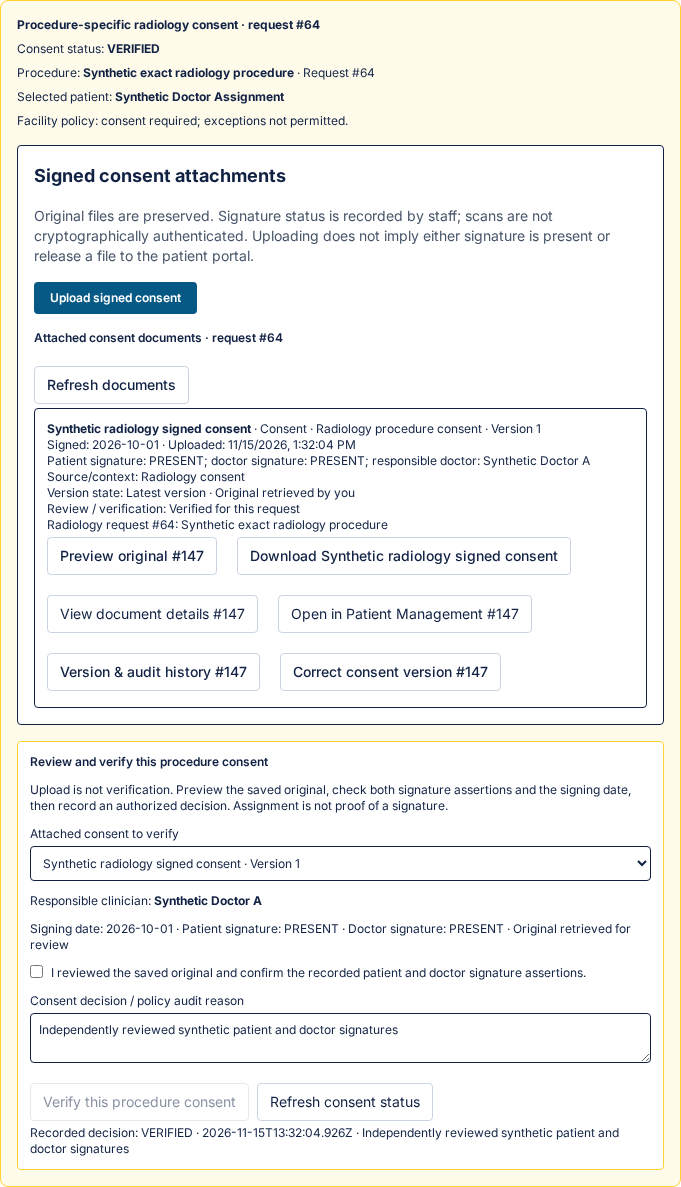 Procedure-specific radiology consent · request #64
Consent status: VERIFIED
Procedure: Synthetic exact radiology procedure · Request #64
Selected patient: Synthetic Doctor Assignment
Facility policy: consent required; exceptions not permitted.
Signed consent attachments
Original files are preserved. Signature status is recorded by staff; scans are not
cryptographically authenticated. Uploading does not imply either signature is present or
release a file to the patient portal.
Upload signed consent
Attached consent documents · request #64
Refresh documents
Synthetic radiology signed consent · Consent · Radiology procedure consent · Version 1
Signed: 2026-10-01 · Uploaded: 11/15/2026, 1:32:04 PM
Patient signature: PRESENT; doctor signature: PRESENT; responsible doctor: Synthetic Doctor A
Source/context: Radiology consent
Version state: Latest version · Original retrieved by you
Review / verification: Verified for this request
Radiology request #64: Synthetic exact radiology procedure
Preview original #147
Download Synthetic radiology signed consent
View document details #147
Open in Patient Management #147
Version & audit history #147
Correct consent version #147
Review and verify this procedure consent
Upload is not verification. Preview the saved original, check both signature assertions and the signing date,
then record an authorized decision. Assignment is not proof of a signature.
Attached consent to verify
Synthetic radiology signed consent · Version 1
Responsible clinician: Synthetic Doctor A
Signing date: 2026-10-01 · Patient signature: PRESENT · Doctor signature: PRESENT · Original retrieved for
review
I reviewed the saved original and confirm the recorded patient and doctor signature assertions.
Consent decision / policy audit reason
Independently reviewed synthetic patient and doctor signatures
Verify this procedure consent
Refresh consent status
Recorded decision: VERIFIED · 2026-11-15T13:32:04.926Z · Independently reviewed synthetic patient and
doctor signatures